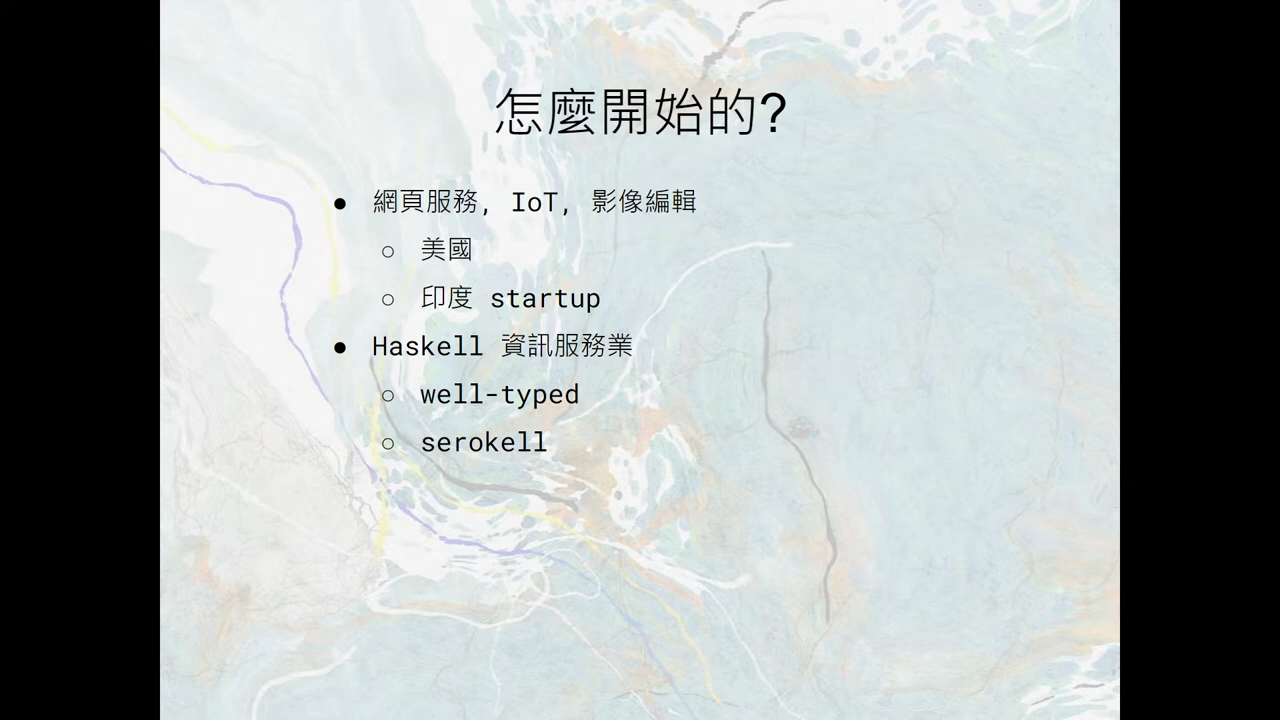 怎麼開始的?
● 網頁服務, IoT, 影像編輯
○ 美國
○ 印度 startup
● Haskell 資訊服務業
○ well-typed
○ serokell